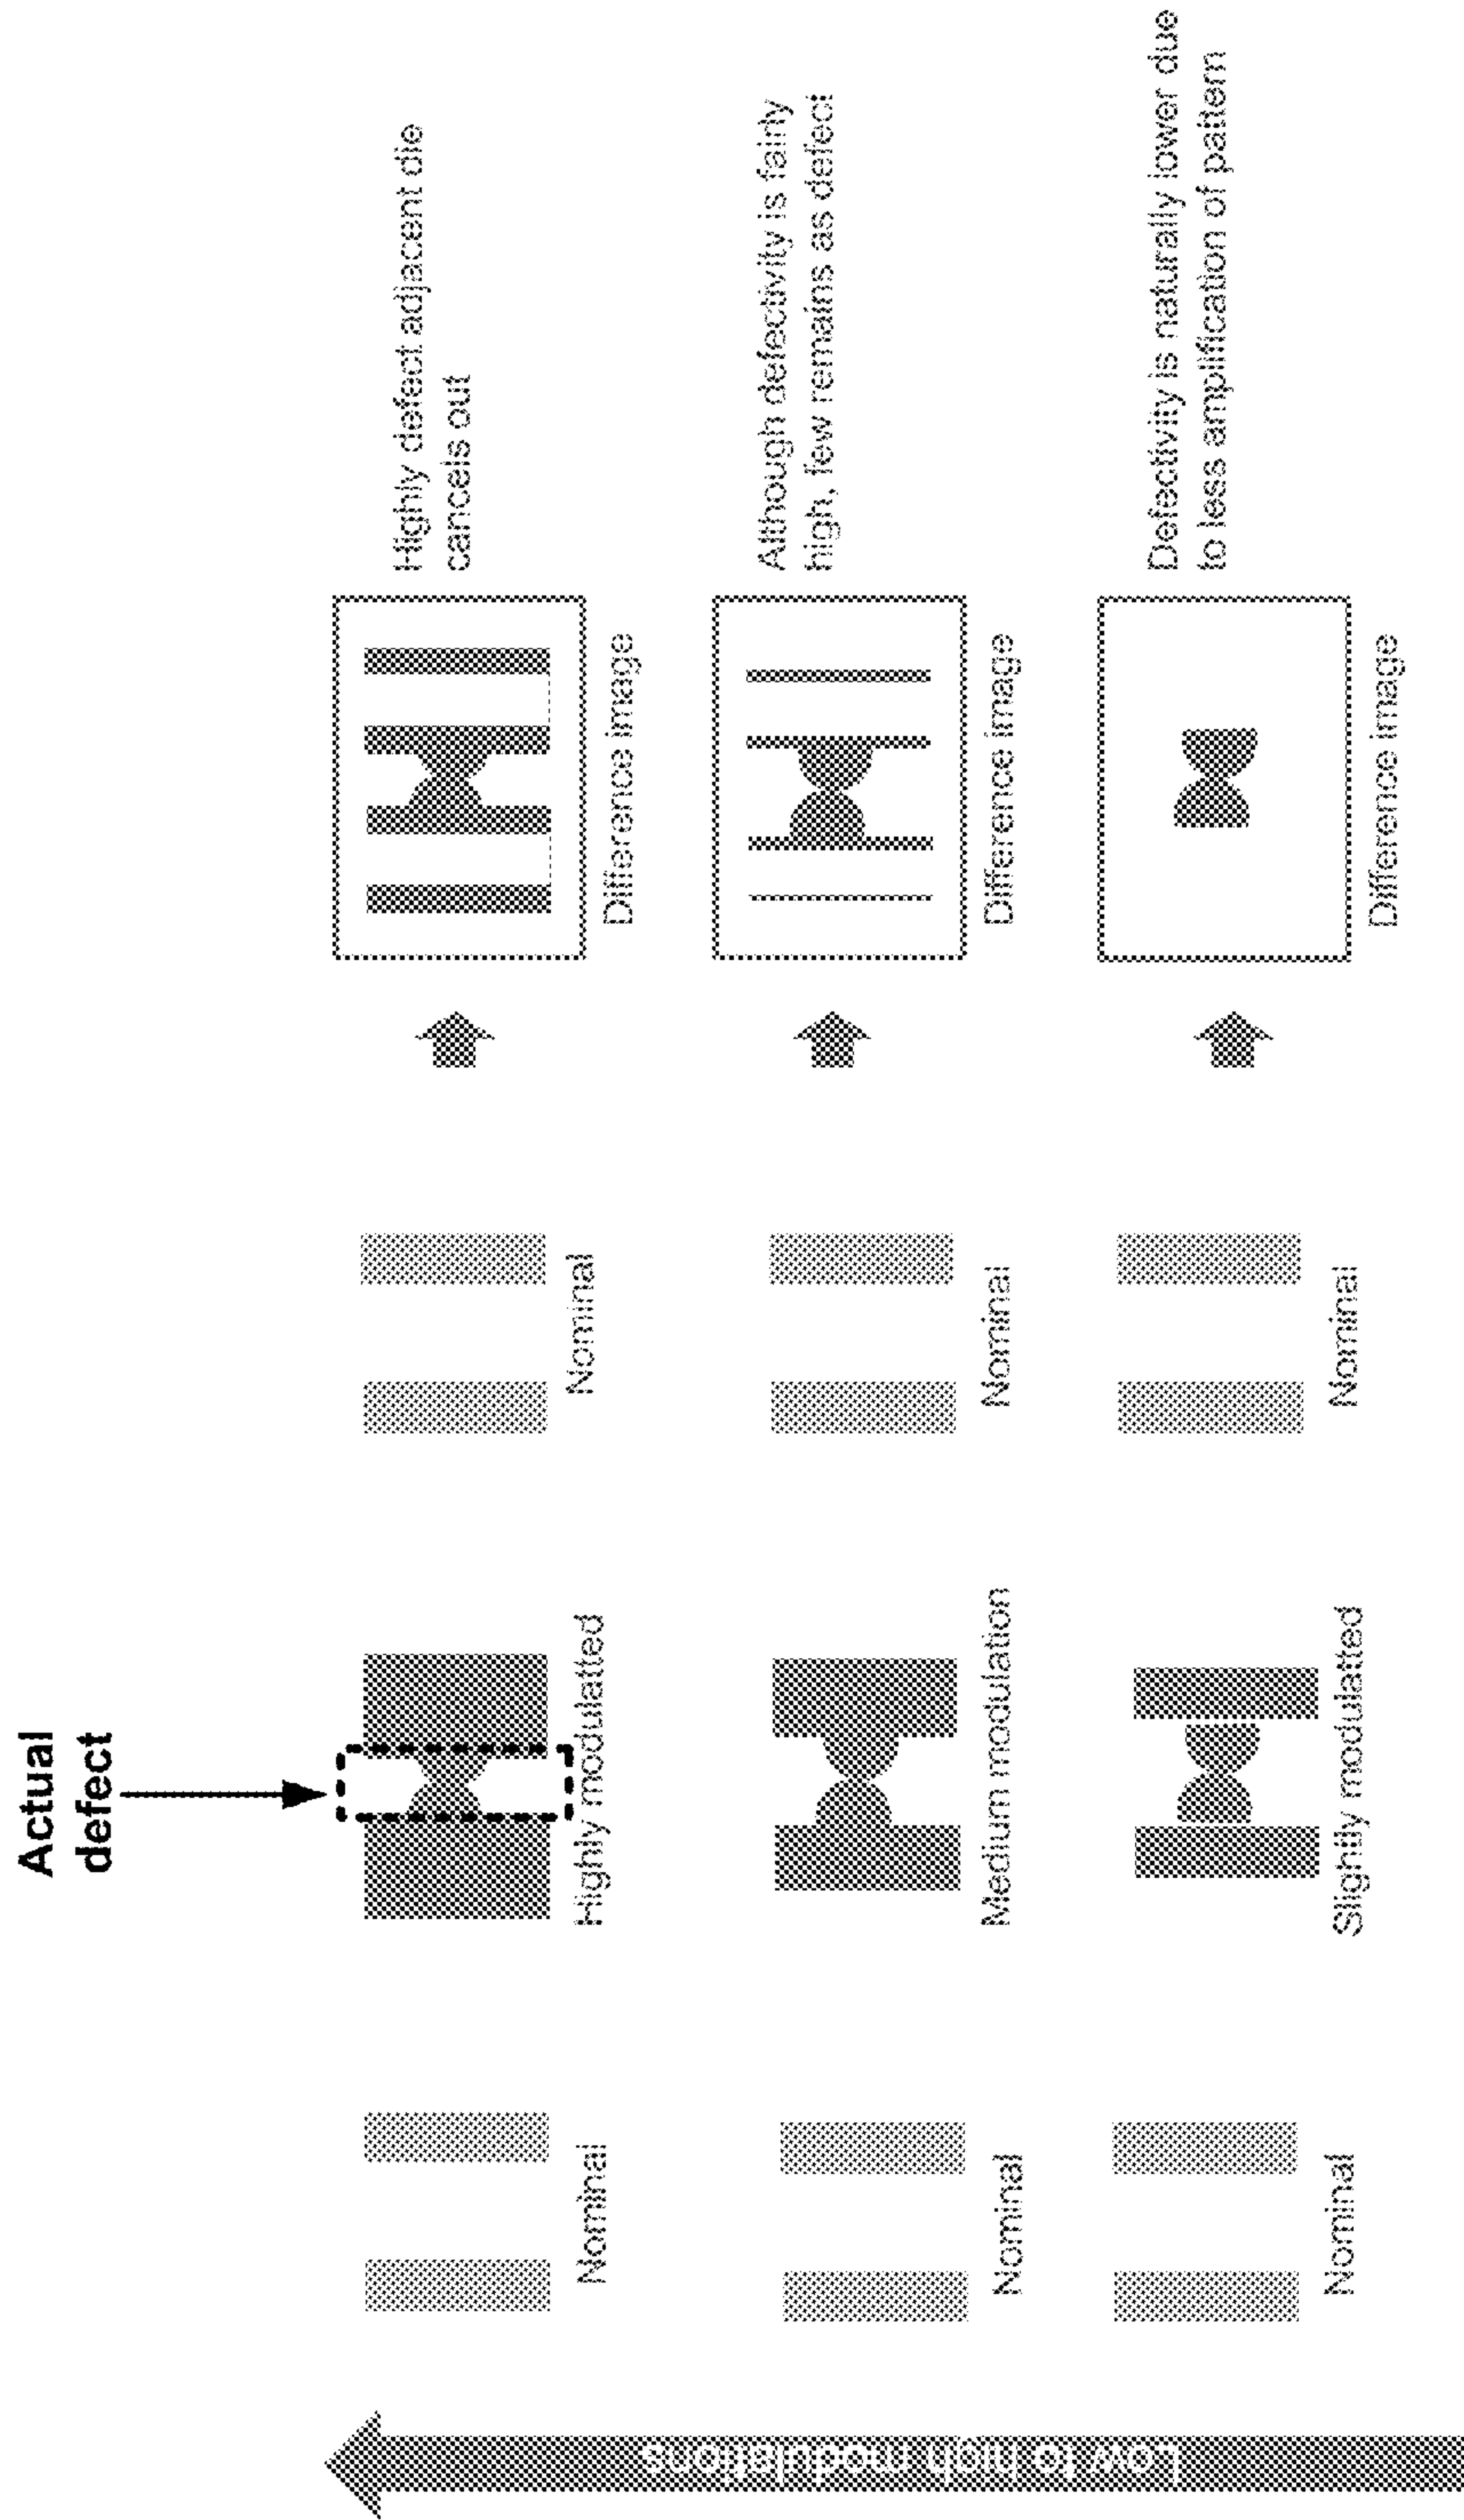 Actual
defect
Low to high modulations
Nominal
Highly modulatted
Nominal
Difference image
Highly defect adjacent die
cancels out
Nominal
Medium modulation
Nominal
Difference image
Although defectivity is fairly
high, few remains as defect
Nominal
Slightly modulatted
Nominal
Difference image
Defectivity is naturally lower due
to less amplification of pattern